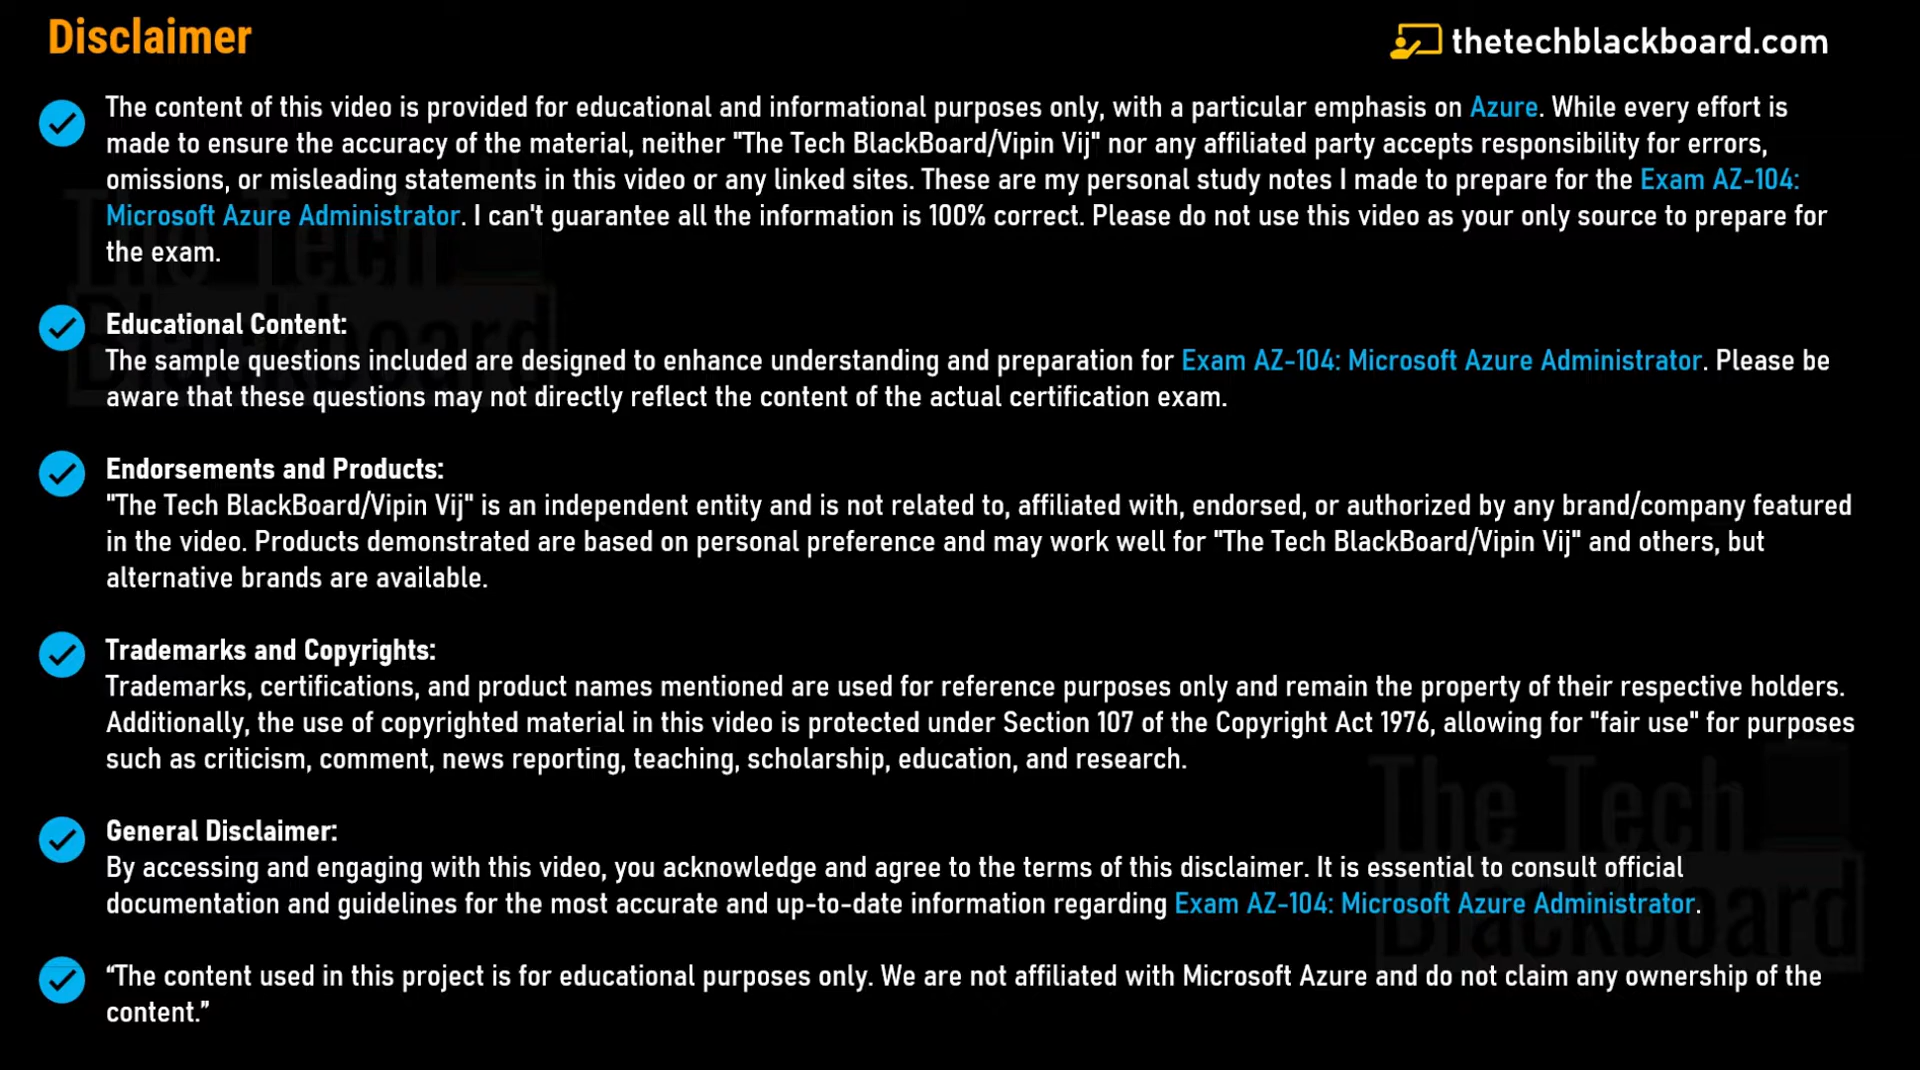 Disclaimer
thetechblackboard.com
The content of this video is provided for educational and informational purposes only, with a particular emphasis on Azure. While every effort is
made to ensure the accuracy of the material, neither "The Tech BlackBoard/Vipin Vij" nor any affiliated party accepts responsibility for errors,
omissions, or misleading statements in this video or any linked sites. These are my personal study notes I made to prepare for the Exam AZ-104:
Microsoft Azure Administrator. I can't guarantee all the information is 100% correct. Please do not use this video as your only source to prepare for
the exam.
Educational Content:
The sample questions included are designed to enhance understanding and preparation for Exam AZ-104: Microsoft Azure Administrator. Please be
aware that these questions may not directly reflect the content of the actual certification exam.
Endorsements and Products:
"The Tech BlackBoard/Vipin Vij" is an independent entity and is not related to, affiliated with, endorsed, or authorized by any brand/company featured
in the video. Products demonstrated are based on personal preference and may work well for "The Tech BlackBoard/Vipin Vij" and others, but
alternative brands are available.
Trademarks and Copyrights:
Trademarks, certifications, and product names mentioned are used for reference purposes only and remain the property of their respective holders.
Additionally, the use of copyrighted material in this video is protected under Section 107 of the Copyright Act 1976, allowing for "fair use" for purposes
such as criticism, comment, news reporting, teaching, scholarship, education, and research.
General Disclaimer:
By accessing and engaging with this video, you acknowledge and agree to the terms of this disclaimer. It is essential to consult official
documentation and guidelines for the most accurate and up-to-date information regarding Exam AZ-104: Microsoft Azure Administrator.
“The content used in this project is for educational purposes only. We are not affiliated with Microsoft Azure and do not claim any ownership of the
content.”
The Tech
Blackboard
The Tech
Blackboard